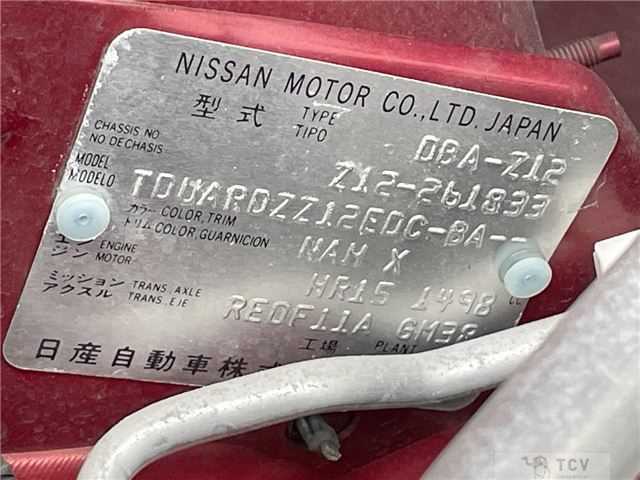 NISSAN MOTOR CO.,LTD. JAPAN
型式 TYPE TIPO DBA-Z12
CHASSIS NO
NO DECHASIS Z12-261833
MODEL
MODELO TDUARDZZ12EDC-BA--
カラー COLOR, TRIM
トリム COLOR, GUARNICION NAH X
エンジン ENGINE MOTOR HR15 1498 cc
ミッション TRANS. AXLE
アクスル TRANS. EJE RE0F11A GM38
工場 PLANT
日産自動車株式
TCV